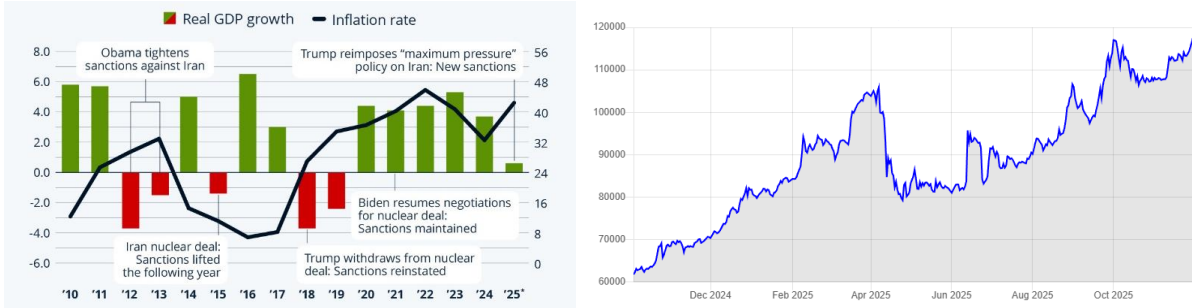 Real GDP growth
Inflation rate
8.0
56
Obama tightens
sanctions against Iran
Trump reimposes “maximum pressure”
policy on Iran: New sanctions
6.0
48
4.0
40
2.0
32
0.0
24
-2.0
16
-4.0
8
-6.0
0
Biden resumes negotiations
for nuclear deal:
Sanctions maintained
Iran nuclear deal:
Sanctions lifted
the following year
Trump withdraws from nuclear
deal: Sanctions reinstated
'10 '11 '12 '13 '14 '15 '16 '17 '18 '19 '20 '21 '22 '23 '24 '25*
120000
110000
100000
90000
80000
70000
60000
Dec 2024 Feb 2025 Apr 2025 Jun 2025 Aug 2025 Oct 2025